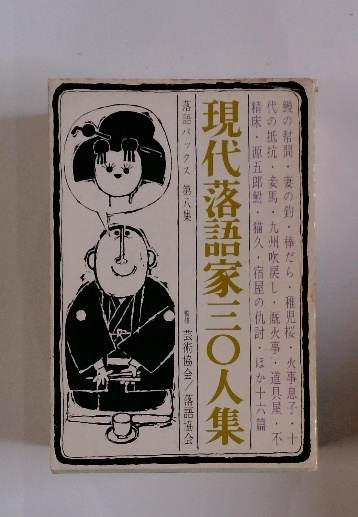 鰻の幇間・妻の釣・棒だら・稚児桜・火事息子・十
代の抵抗・妾馬・九州吹戻し・厩火事・道具屋・不
精床・源五郎鮒・猫久・宿屋の仇討・ほか十六篇
現代落語家三〇人集
落語バックス 第八集
監修 芸術協会/落語協会